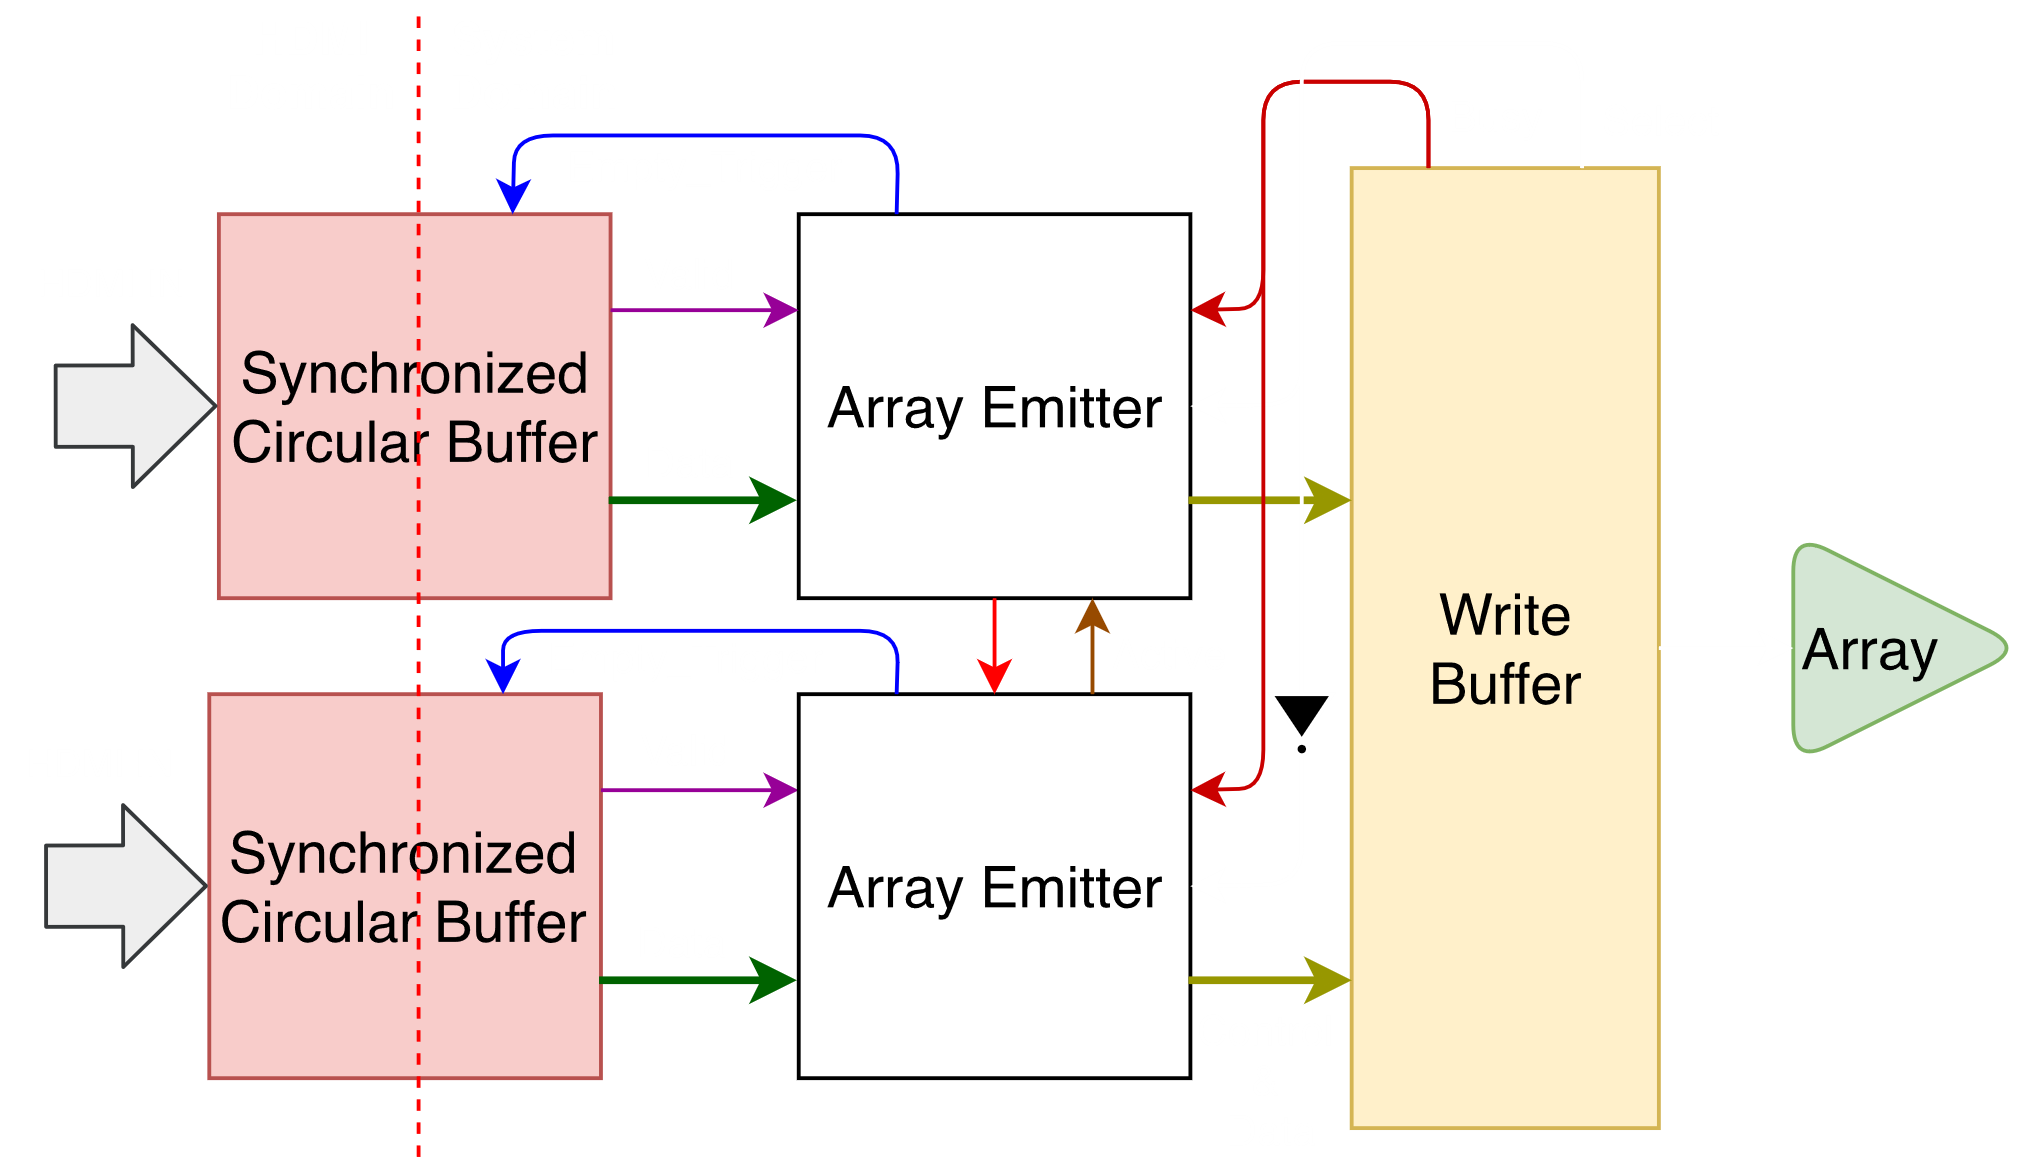 Synchronized
Circular Buffer
Array Emitter
Write
Buffer
Array
Synchronized
Circular Buffer
Array Emitter